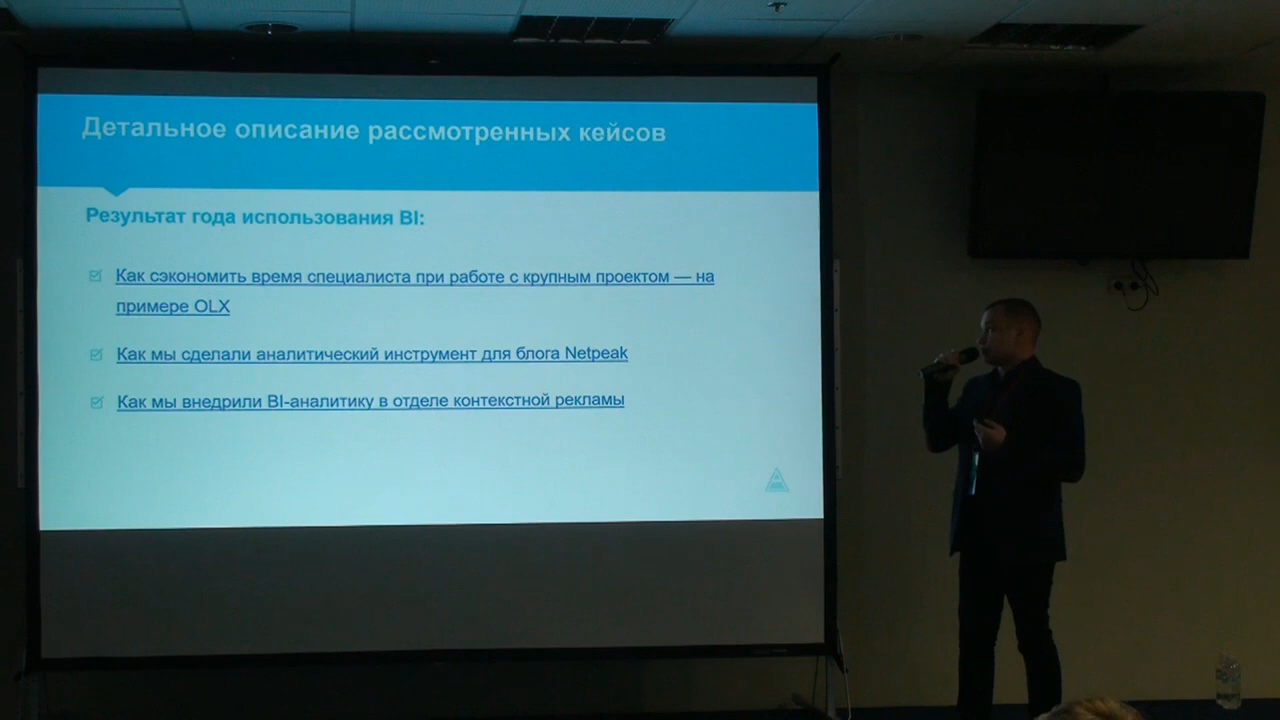 Детальное описание рассмотренных кейсов
Результат года использования BI:
Как сэкономить время специалиста при работе с крупным проектом — на
примере OLX
Как мы сделали аналитический инструмент для блога Netpeak
Как мы внедрили BI-аналитику в отделе контекстной рекламы